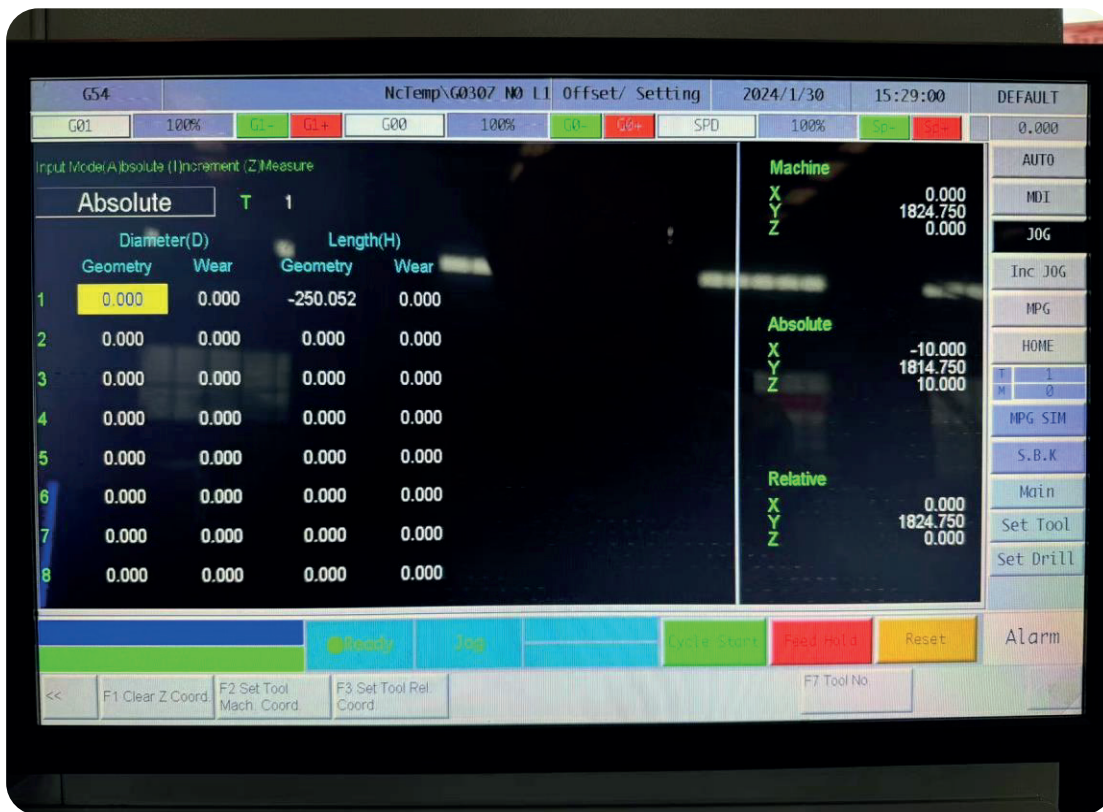 G54 NcTemp\G0307 N0 L1 Offset/ Setting 2024/1/30 15:29:00 DEFAULT
G01 100% G1- G1+ G00 100% G0- G0+ SPD 100% Sp- Sp+ 0.000
Input Mode(A)bsolute (I)ncrement (Z)Measure
Absolute T 1
Diameter(D) Length(H)
Geometry Wear Geometry Wear
1 0.000 0.000 -250.052 0.000
2 0.000 0.000 0.000 0.000
3 0.000 0.000 0.000 0.000
4 0.000 0.000 0.000 0.000
5 0.000 0.000 0.000 0.000
6 0.000 0.000 0.000 0.000
7 0.000 0.000 0.000 0.000
8 0.000 0.000 0.000 0.000
Machine
X 0.000
Y 1824.750
Z 0.000
Absolute
X -10.000
Y 1814.750
Z 10.000
Relative
X 0.000
Y 1824.750
Z 0.000
AUTO
MDI
JOG
Inc JOG
MPG
HOME
T 1
M 0
MPG SIM
S.B.K
Main
Set Tool
Set Drill
Ready Jog Cycle Start Feed Hold Reset Alarm
<< F1 Clear Z Coord. F2 Set Tool Mach. Coord. F3 Set Tool Rel. Coord. F7 Tool No.